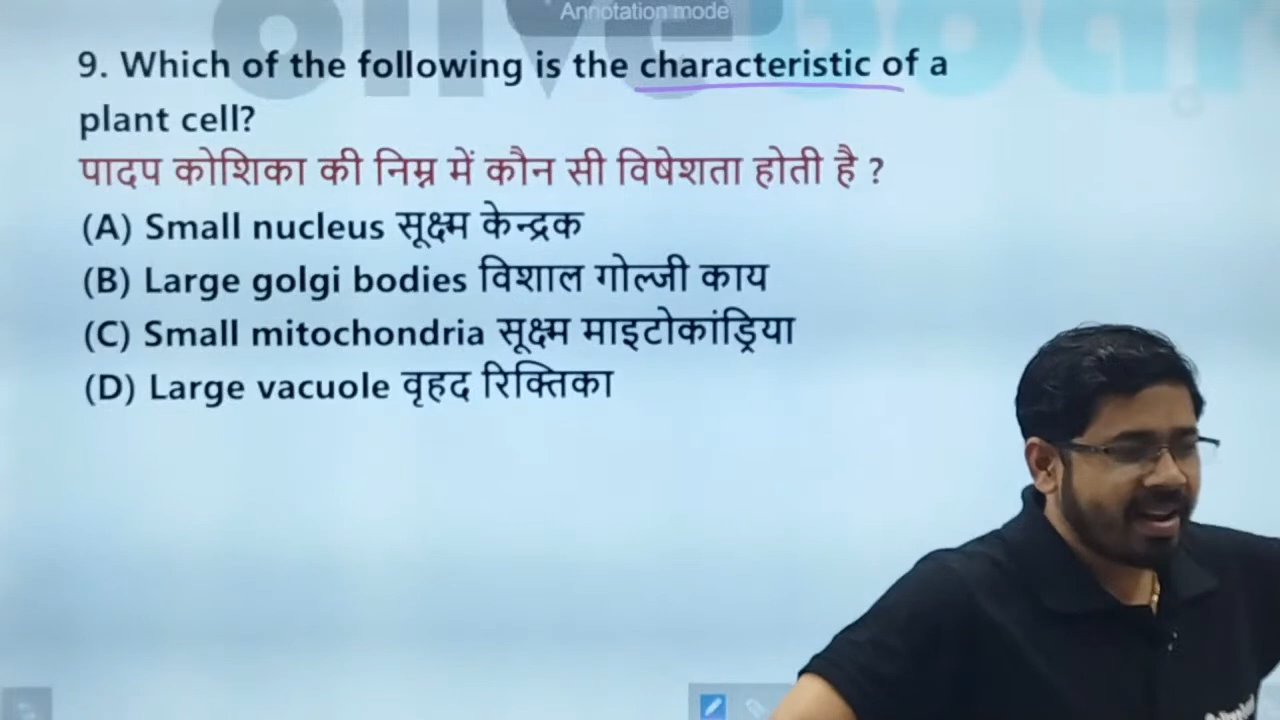 Annotation mode
9. Which of the following is the characteristic of a
plant cell?
पादप कोशिका की निम्न में कौन सी विषेशता होती है ?
(A) Small nucleus सूक्ष्म केन्द्रक
(B) Large golgi bodies विशाल गोल्जी काय
(C) Small mitochondria सूक्ष्म माइटोकांड्रिया
(D) Large vacuole वृहद रिक्तिका